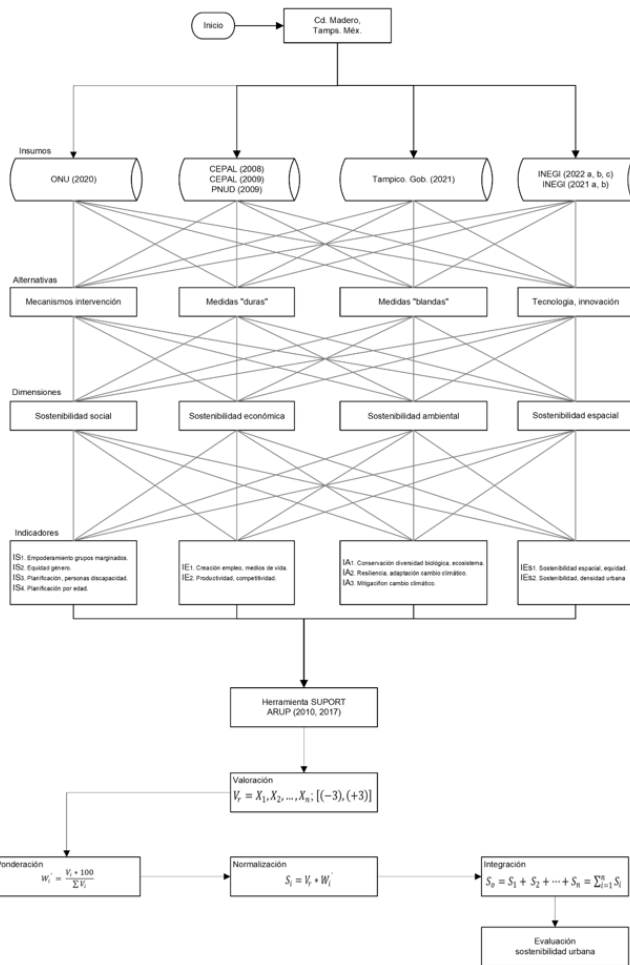 Inicio
Cd. Madero,
Tamps. Méx.
Insumos
ONU (2020)
CEPAL (2008)
CEPAL (2009)
PNUD (2009)
Tampico. Gob. (2021)
INEGI (2022 a, b, c)
INEGI (2021 a, b)
Alternativas
Mecanismos intervención
Medidas "duras"
Medidas "blandas"
Tecnologia, innovación
Dimensiones
Sostenibilidad social
Sostenibilidad económica
Sostenibilidad ambiental
Sostenibilidad espacial
Indicadores
IS1. Empoderamiento grupos marginados.
IS2. Equidad género.
IS3. Planificación, personas discapacidad.
IS4. Planificación por edad.
IE1. Creación empleo, medios de vida.
IE2. Productividad, competitividad.
IA1. Conservación diversidad biológica, ecosistema.
IA2. Resiliencia, adaptación cambio climático.
IA3. Mitigacifion cambio climático.
IEs1. Sostenibilidad espacial, equidad.
IEs2. Sostenibilidad, densidad urbana
Herramienta SUPORT
ARUP (2010, 2017)
Valoración
V_r = X_1, X_2, ..., X_n; [(−3), (+3)]
Ponderación
W_i' = V_i * 100 / ∑ V_i
Normalización
S_i = V_r * W_i'
Integración
S_o = S_1 + S_2 + ⋯ + S_n = ∑_{i=1}^{n} S_i
Evaluación
sostenibilidad urbana